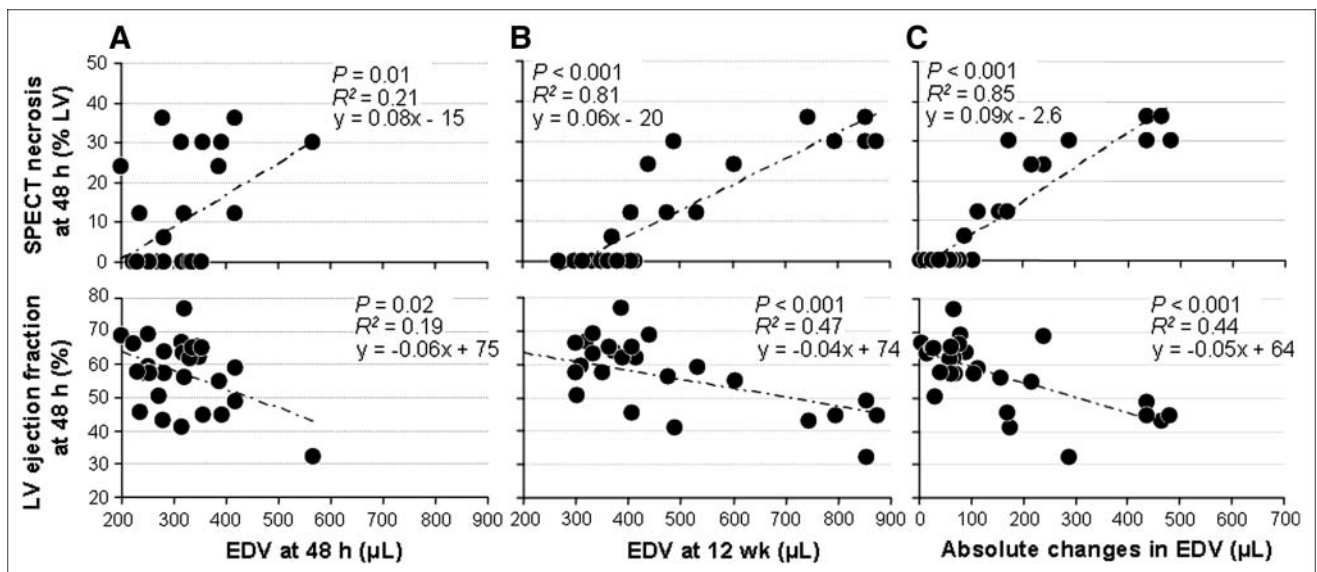 A
B
C
SPECT necrosis
at 48 h (% LV)
50
40
30
20
10
0
P = 0.01
R² = 0.21
y = 0.08x - 15
P < 0.001
R² = 0.81
y = 0.06x - 20
P < 0.001
R² = 0.85
y = 0.09x - 2.6
LV ejection fraction
at 48 h (%)
80
70
60
50
40
30
20
P = 0.02
R² = 0.19
y = -0.06x + 75
P < 0.001
R² = 0.47
y = -0.04x + 74
P < 0.001
R² = 0.44
y = -0.05x + 64
200 300 400 500 600 700 800 900
200 300 400 500 600 700 800 900
0 100 200 300 400 500 600 700
EDV at 48 h (µL)
EDV at 12 wk (µL)
Absolute changes in EDV (µL)